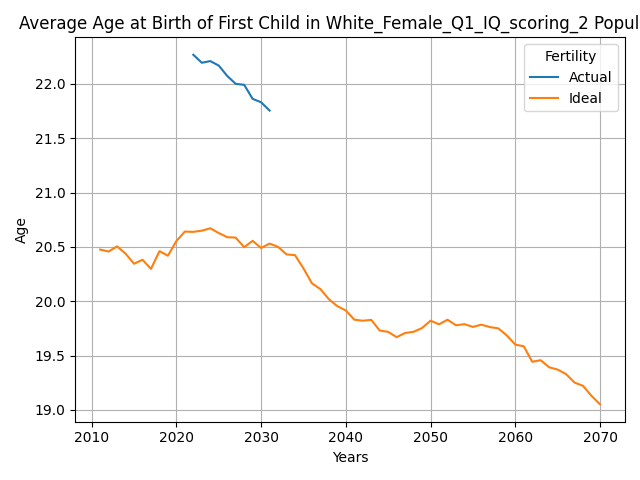 Average Age at Birth of First Child in White_Female_Q1_IQ_scoring_2 Popul
Fertility
Actual
Ideal
22.0
21.5
21.0
20.5
20.0
19.5
19.0
Age
2010 2020 2030 2040 2050 2060 2070
Years